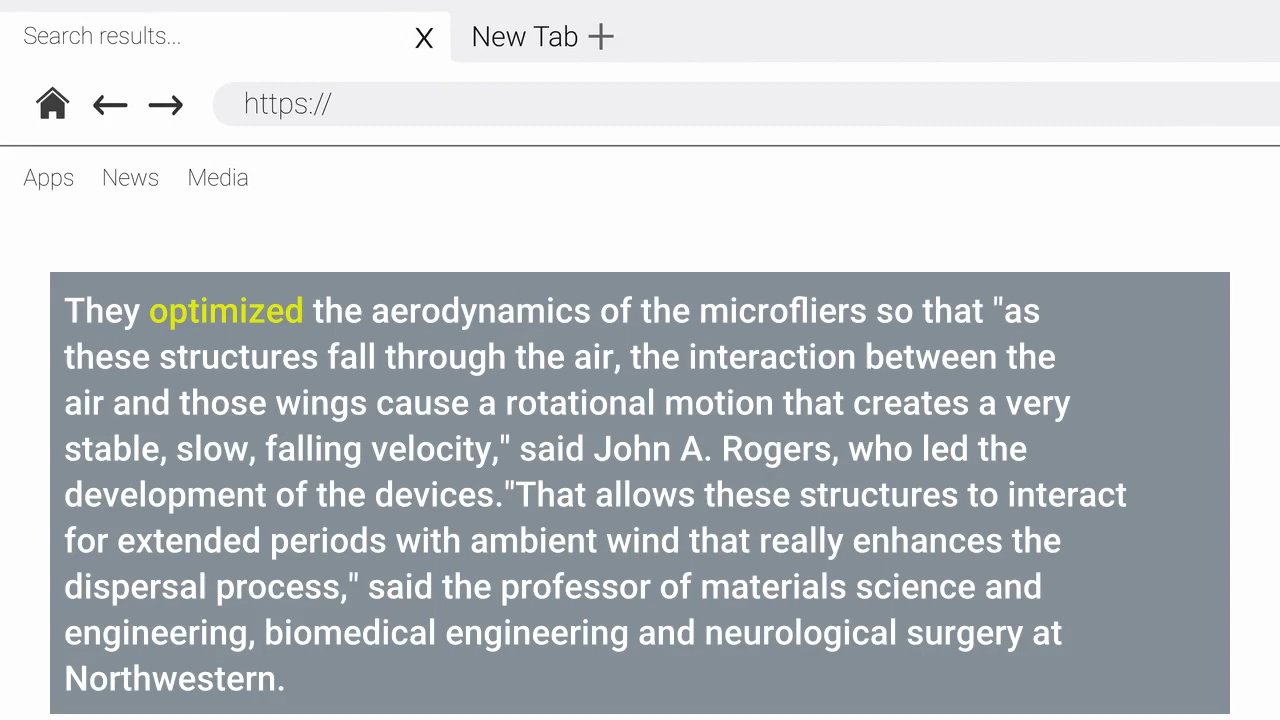 Search results...
X
New Tab +
https://
Apps News Media
They optimized the aerodynamics of the microfliers so that "as
these structures fall through the air, the interaction between the
air and those wings cause a rotational motion that creates a very
stable, slow, falling velocity," said John A. Rogers, who led the
development of the devices."That allows these structures to interact
for extended periods with ambient wind that really enhances the
dispersal process," said the professor of materials science and
engineering, biomedical engineering and neurological surgery at
Northwestern.